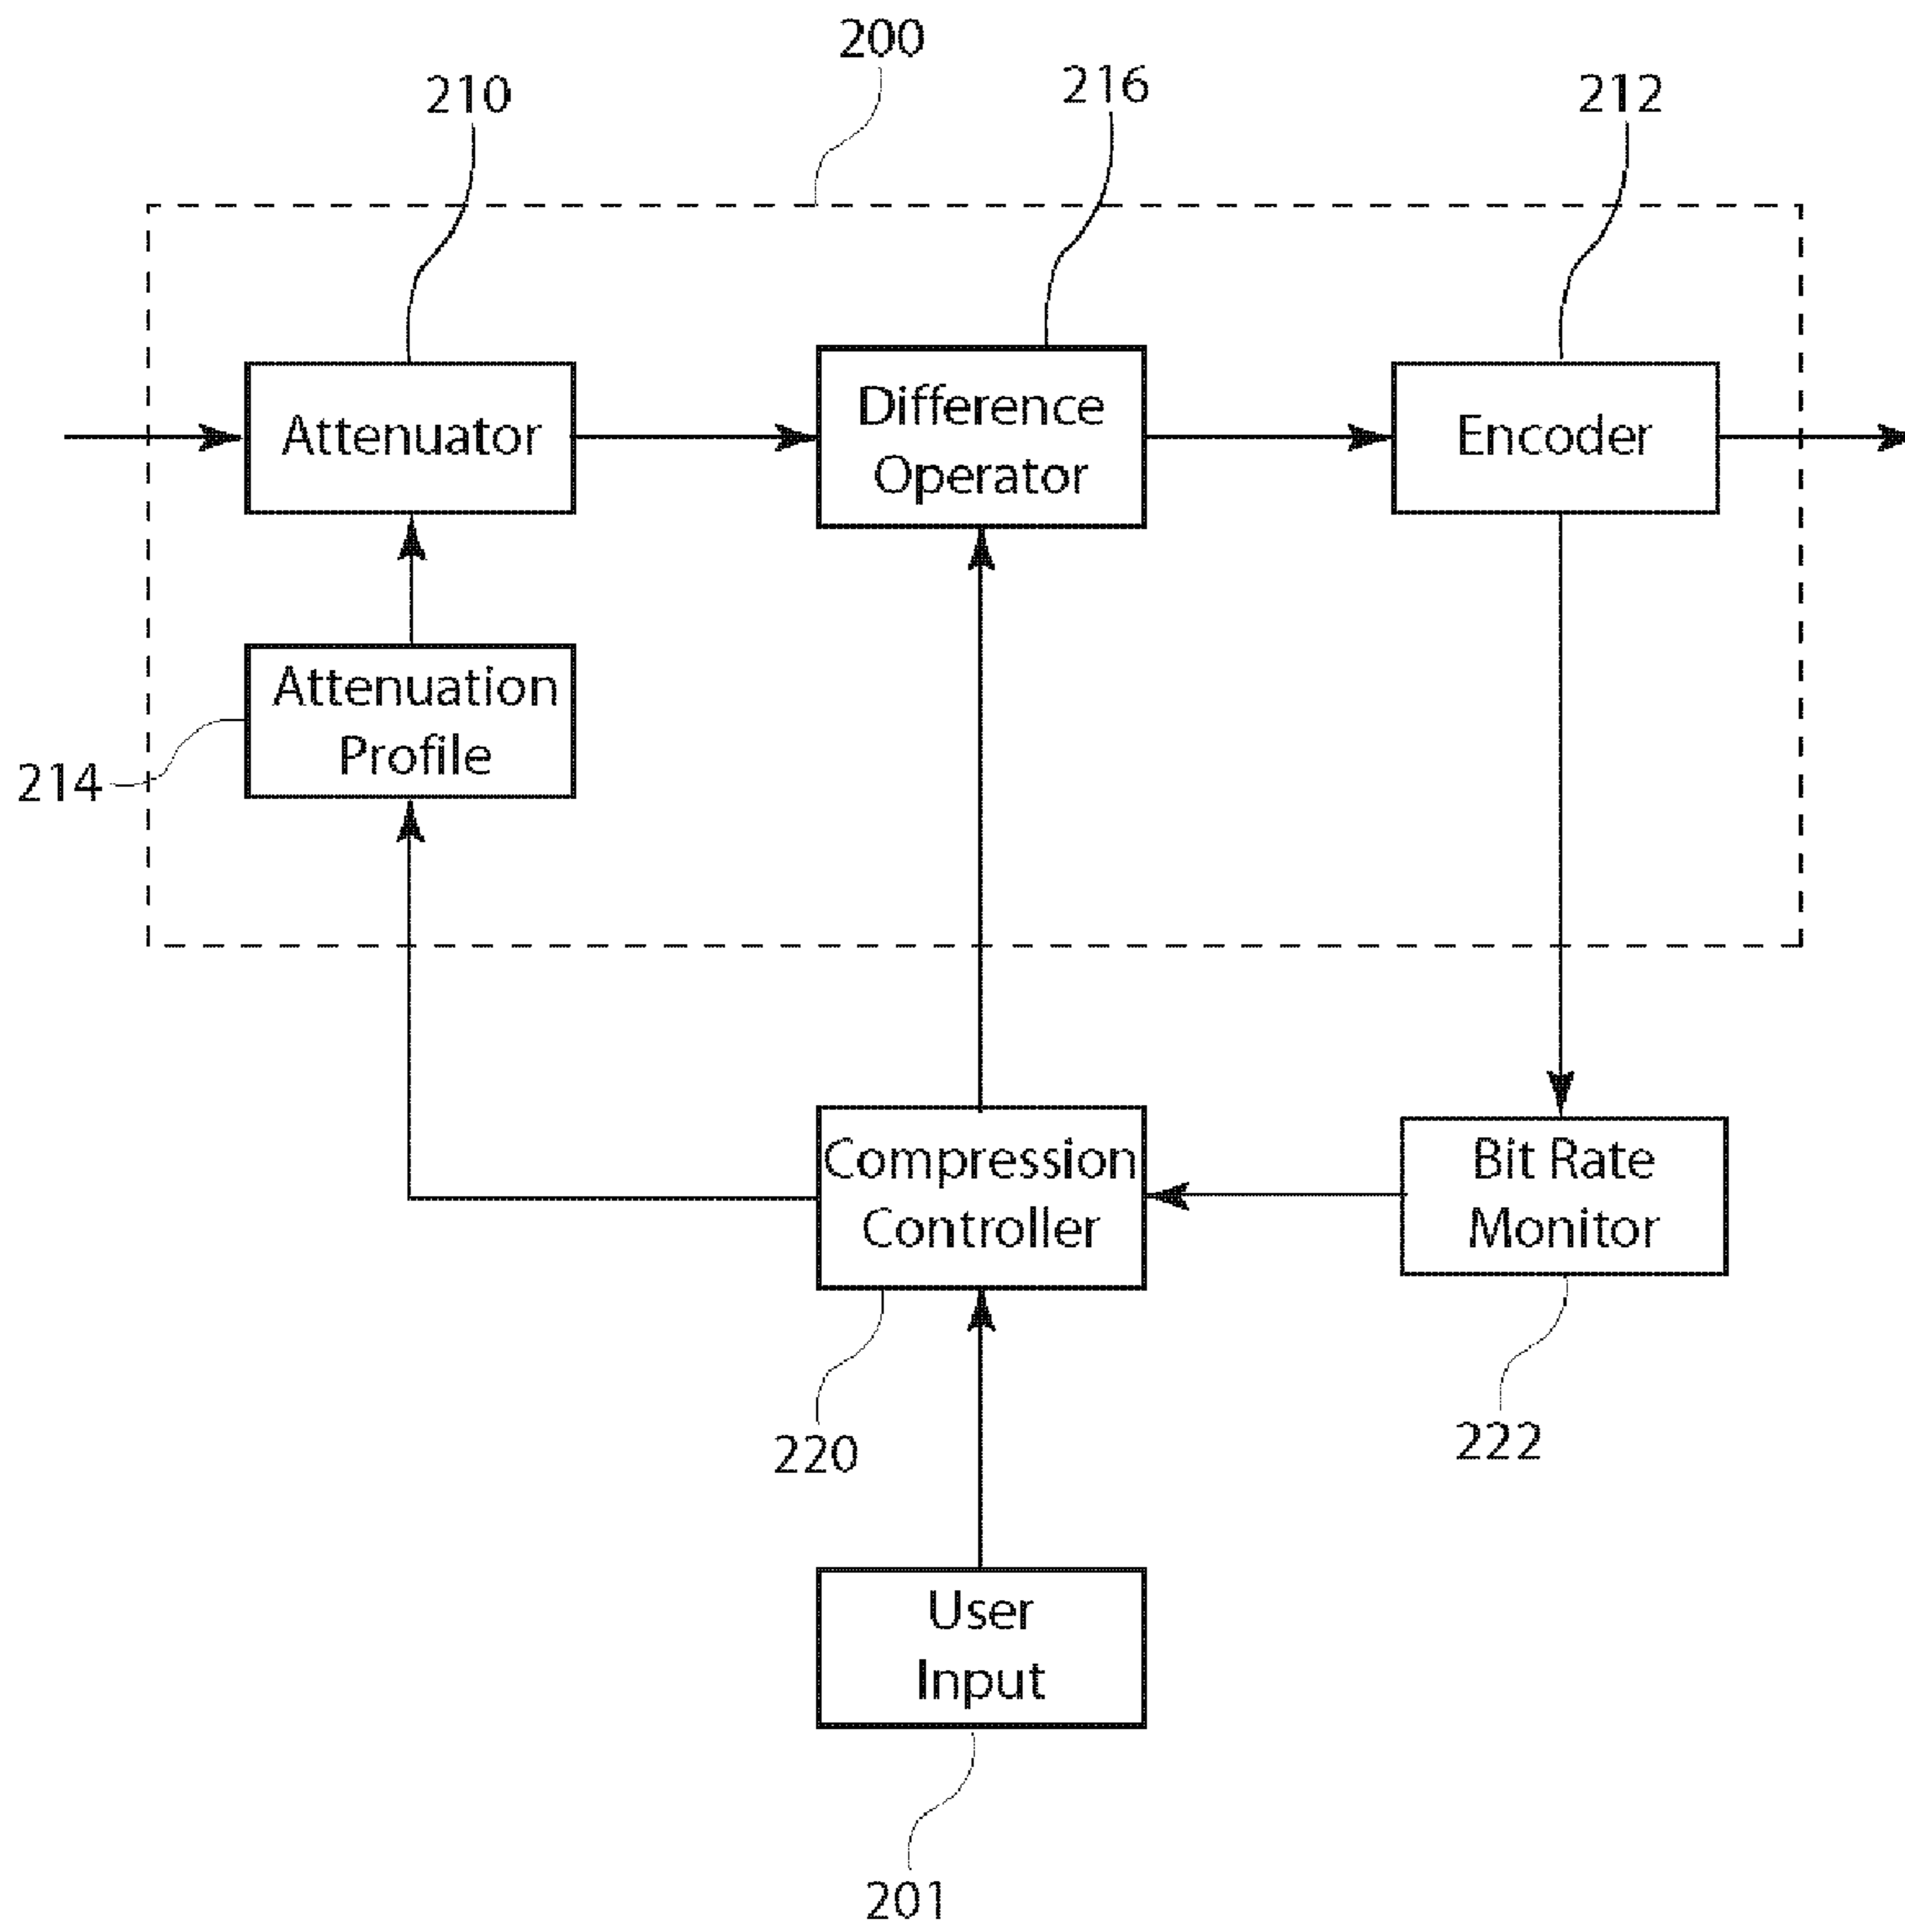 200
210
216
212
Attenuator
Difference
Operator
Encoder
Attenuation
Profile
214
Compression
Controller
Bit Rate
Monitor
220
222
User
Input
201